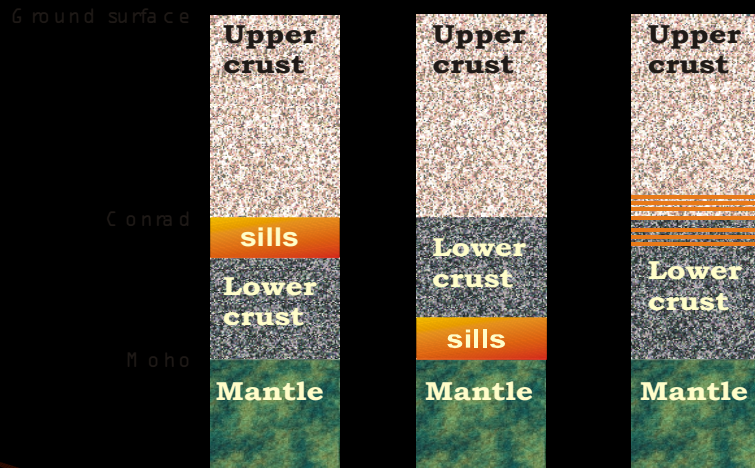 Ground surface
Upper
crust
Upper
crust
Upper
crust
Conrad
sills
Lower
crust
Lower
crust
Lower
crust
sills
Moho
Mantle
Mantle
Mantle